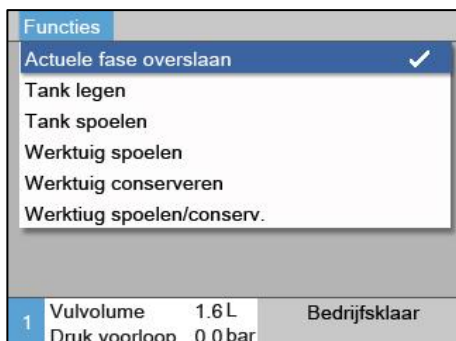 Functies
Actuele fase overslaan
Tank legen
Tank spoelen
Werktuig spoelen
Werktuig conserveren
Werktiug spoelen/conserv.
1 Vulvolume 1.6 L Bedrijfsklaar
Druk voorloop 0.0 bar